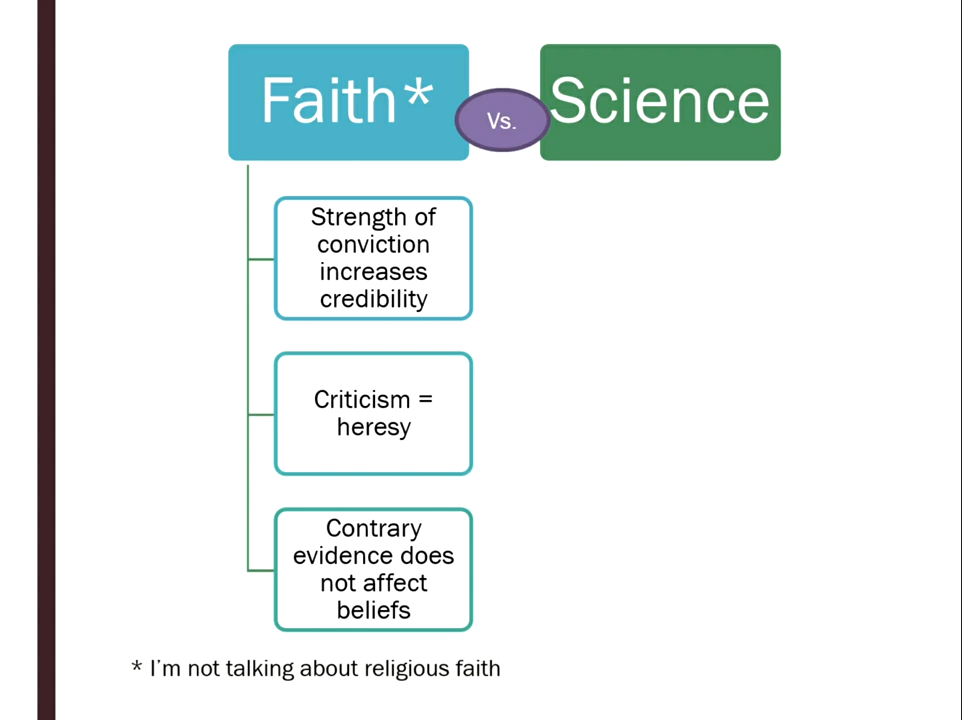 Faith*
Vs.
Science
Strength of
conviction
increases
credibility
Criticism =
heresy
Contrary
evidence does
not affect
beliefs
* I'm not talking about religious faith